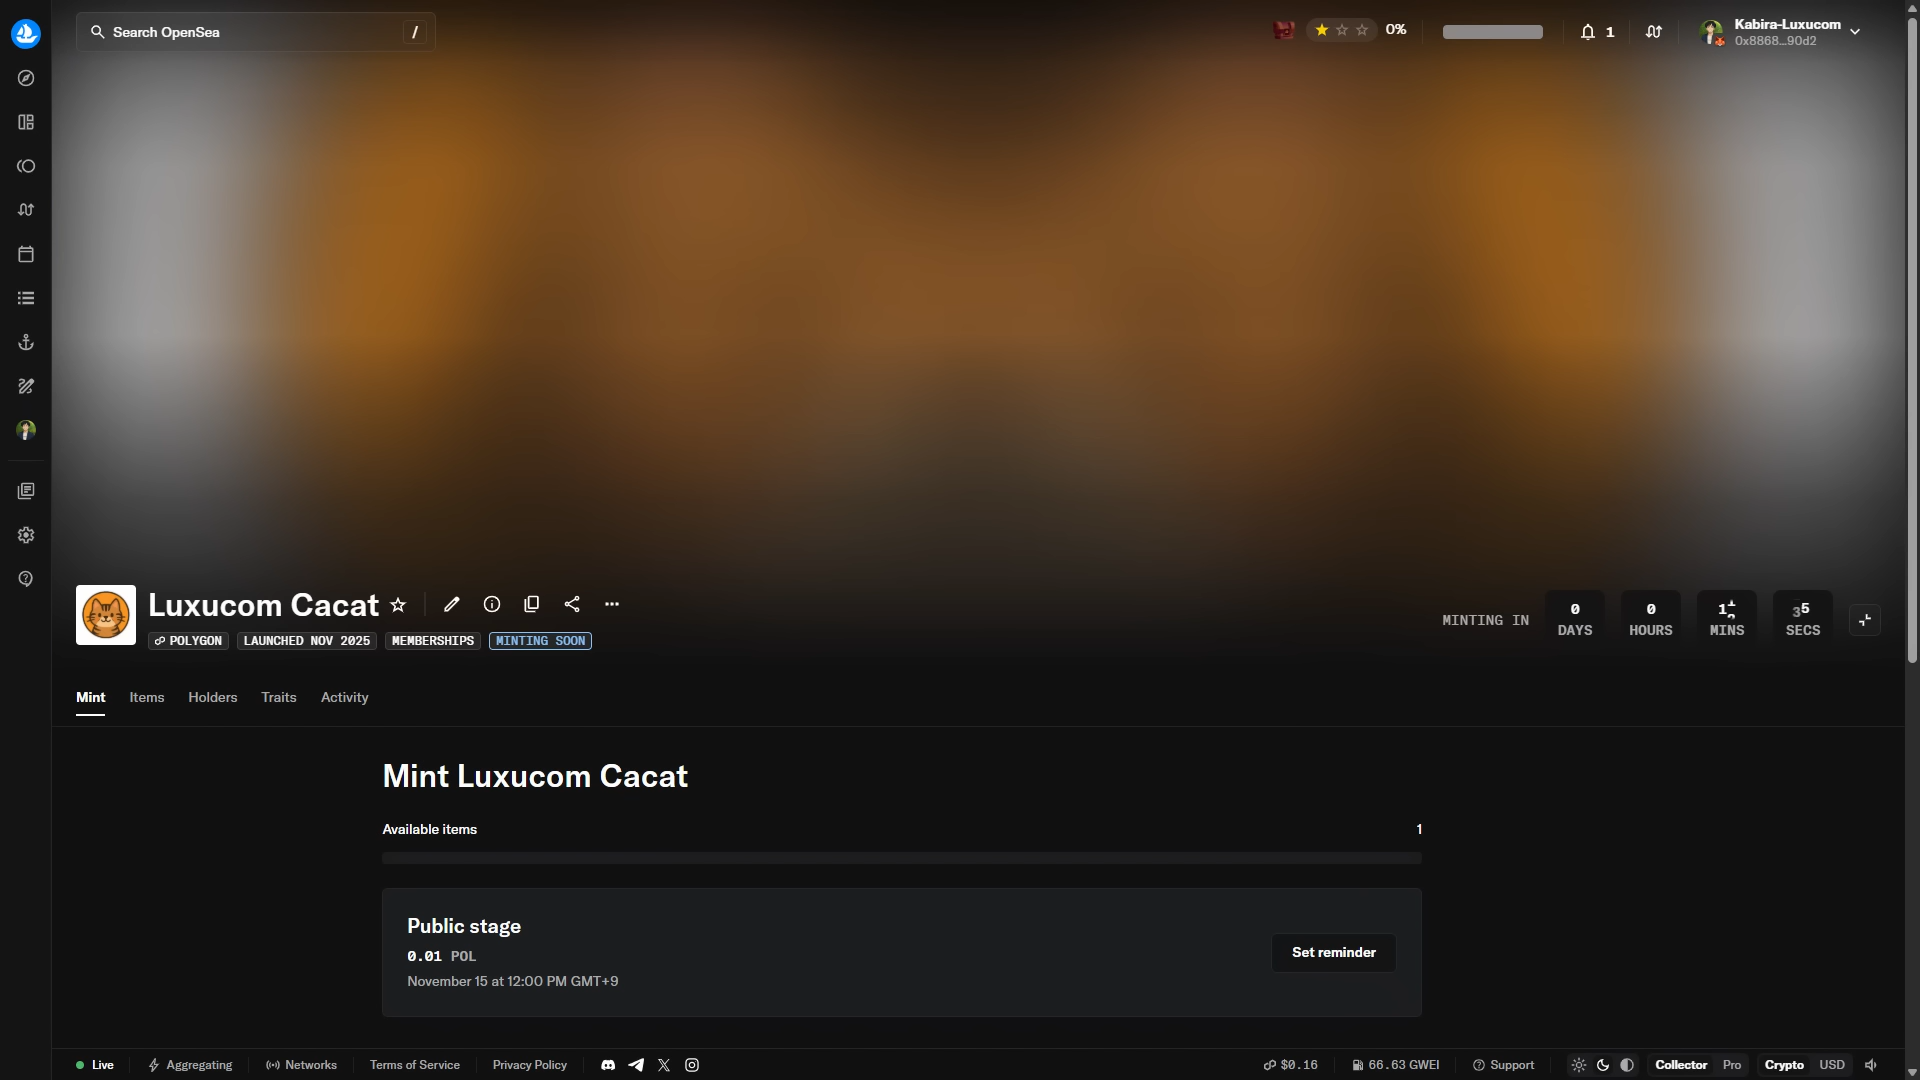 Search OpenSea /
0% 1 Kabira-Luxucom
0x8868...90d2
Luxucom Cacat
POLYGON LAUNCHED NOV 2025 MEMBERSHIPS MINTING SOON
MINTING IN 0 DAYS 0 HOURS MINS SECS
Mint Items Holders Traits Activity
Mint Luxucom Cacat
Available items 1
Public stage
0.01 POL
November 15 at 12:00 PM GMT+9
Set reminder
Live Aggregating Networks Terms of Service Privacy Policy $0.16 66.63 GWEI Support Collector Pro Crypto USD